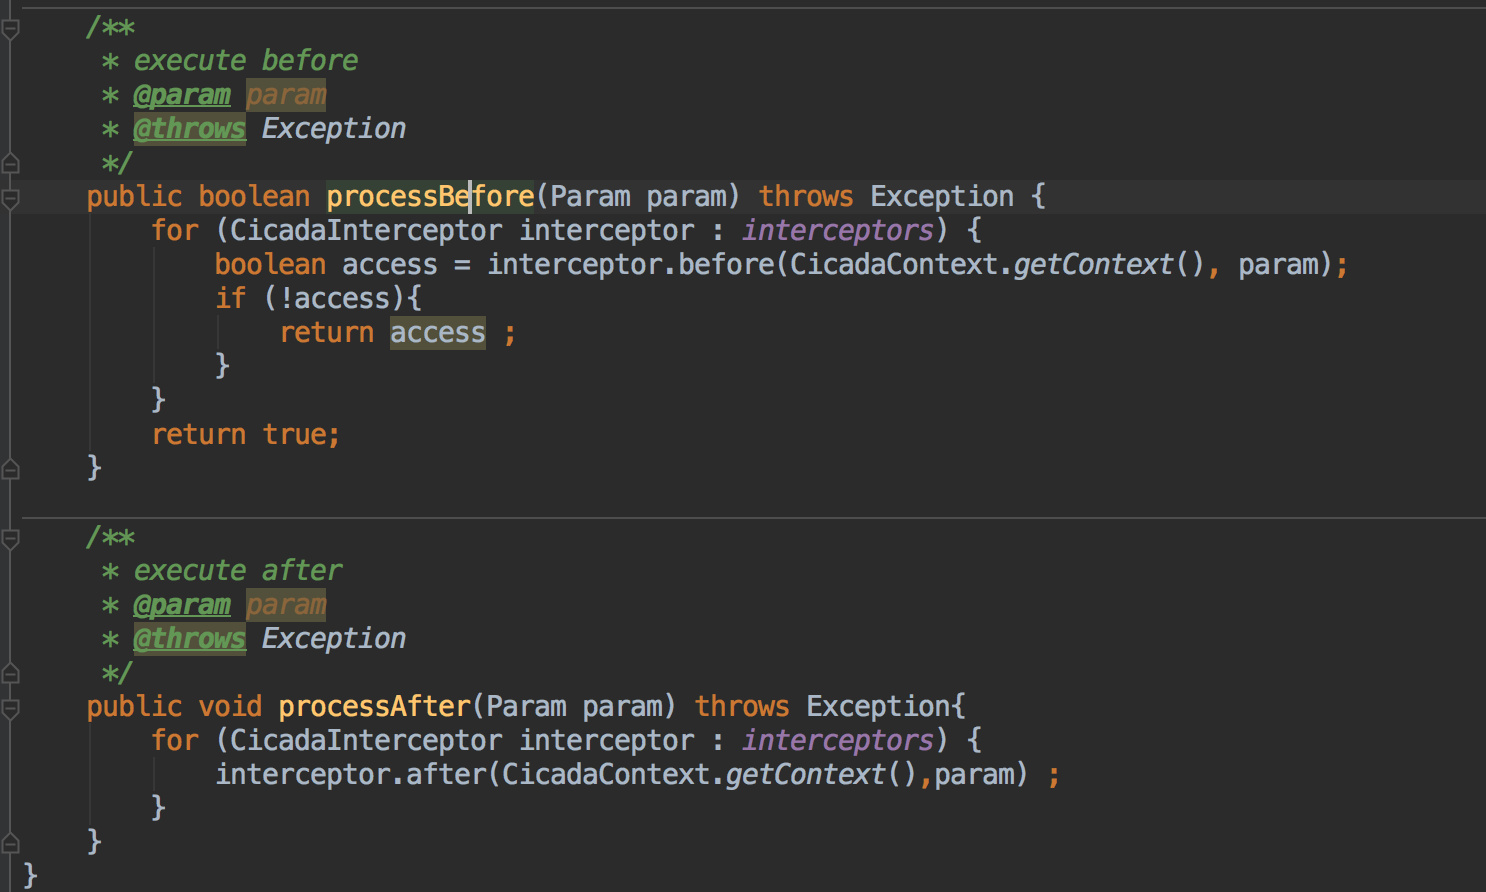 /**
* execute before
* @param param
* @throws Exception
*/
public boolean processBefore(Param param) throws Exception {
for (CicadaInterceptor interceptor : interceptors) {
boolean access = interceptor.before(CicadaContext.getContext(), param);
if (!access){
return access ;
}
}
return true;
}
/**
* execute after
* @param param
* @throws Exception
*/
public void processAfter(Param param) throws Exception{
for (CicadaInterceptor interceptor : interceptors) {
interceptor.after(CicadaContext.getContext(),param) ;
}
}
}